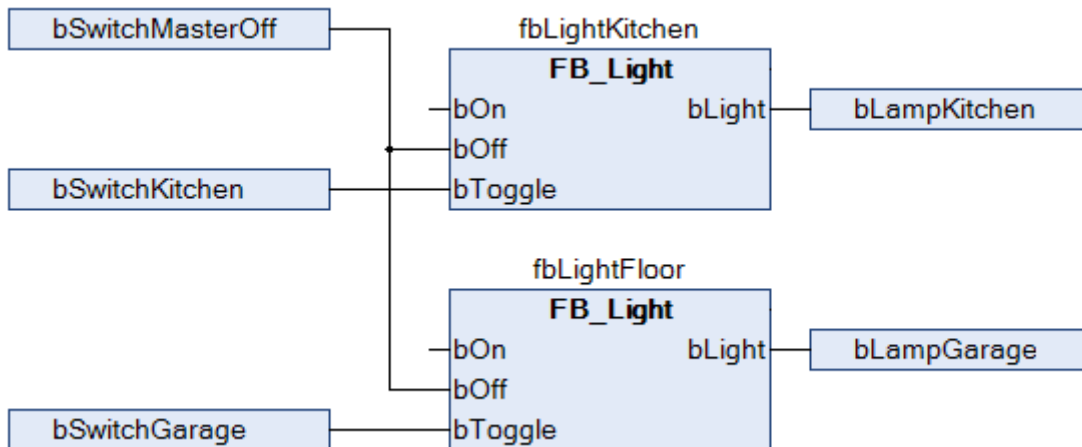 bSwitchMasterOff
fbLightKitchen
FB_Light
bOn
bLight
bLampKitchen
bOff
bSwitchKitchen
bToggle
fbLightFloor
FB_Light
bOn
bLight
bLampGarage
bOff
bSwitchGarage
bToggle